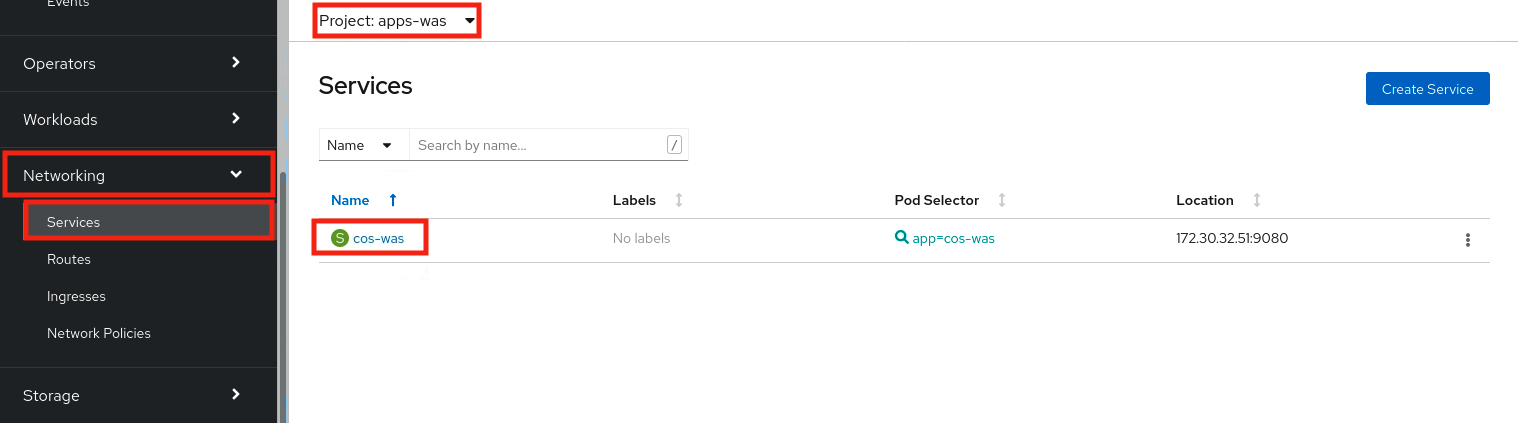 Events
Operators
Workloads
Networking
Services
Routes
Ingresses
Network Policies
Storage
Project: apps-was
Services
Create Service
Name Search by name... /
Name Labels Pod Selector Location
S cos-was No labels app=cos-was 172.30.32.51:9080